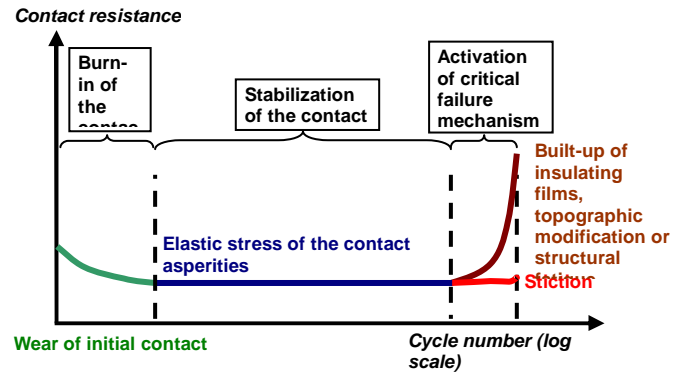 Contact resistance
Burn-
in of
the
Stabilization
of the contact
Activation
of critical
failure
mechanism
Built-up of
insulating
films,
topographic
modification or
structural
Stiction
Elastic stress of the contact
asperities
Wear of initial contact
Cycle number (log
scale)